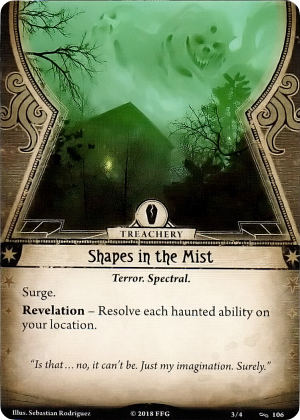 TREACHERY
Shapes in the Mist
Terror. Spectral.
Surge.
Revelation – Resolve each haunted ability on
your location.
"Is that… no, it can't be. Just my imagination. Surely."
Illus. Sebastian Rodriguez © 2018 FFG 3/4 106